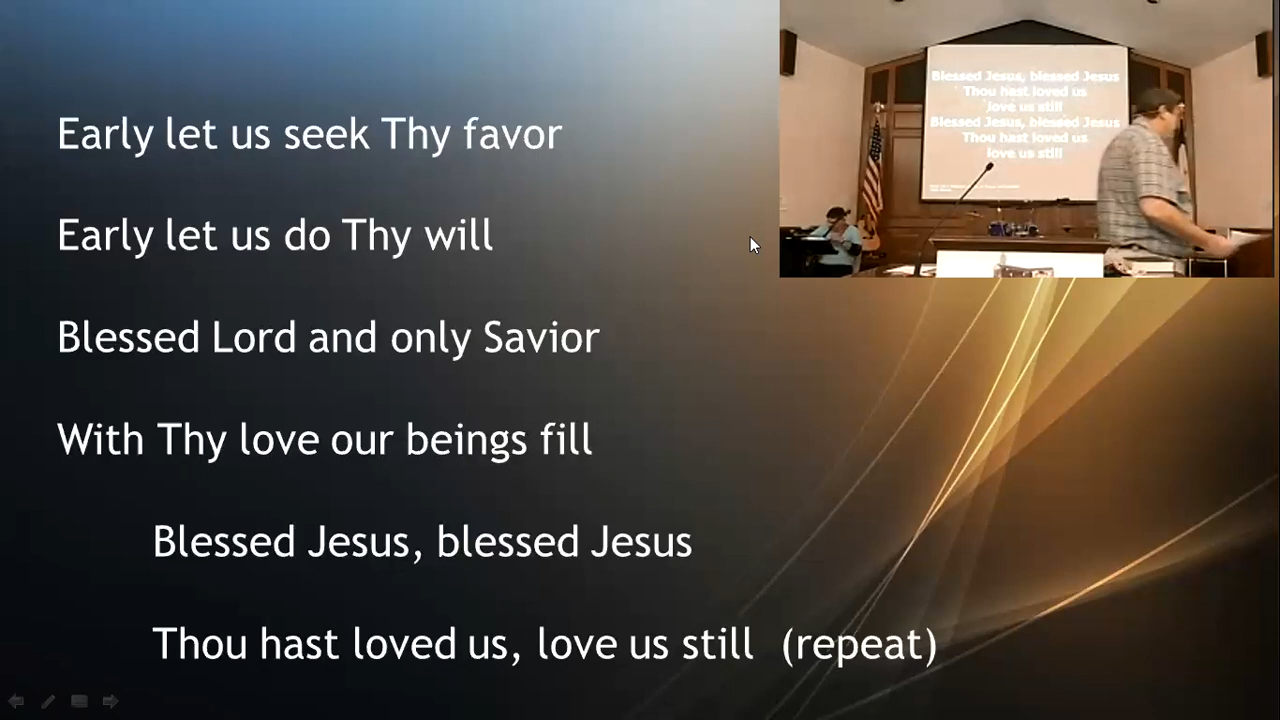 Early let us seek Thy favor
Early let us do Thy will
Blessed Lord and only Savior
With Thy love our beings fill
Blessed Jesus, blessed Jesus
Thou hast loved us, love us still (repeat)
Blessed Jesus, blessed Jesus
Thou hast loved us
love us still
Blessed Jesus, blessed Jesus
Thou hast loved us
love us still